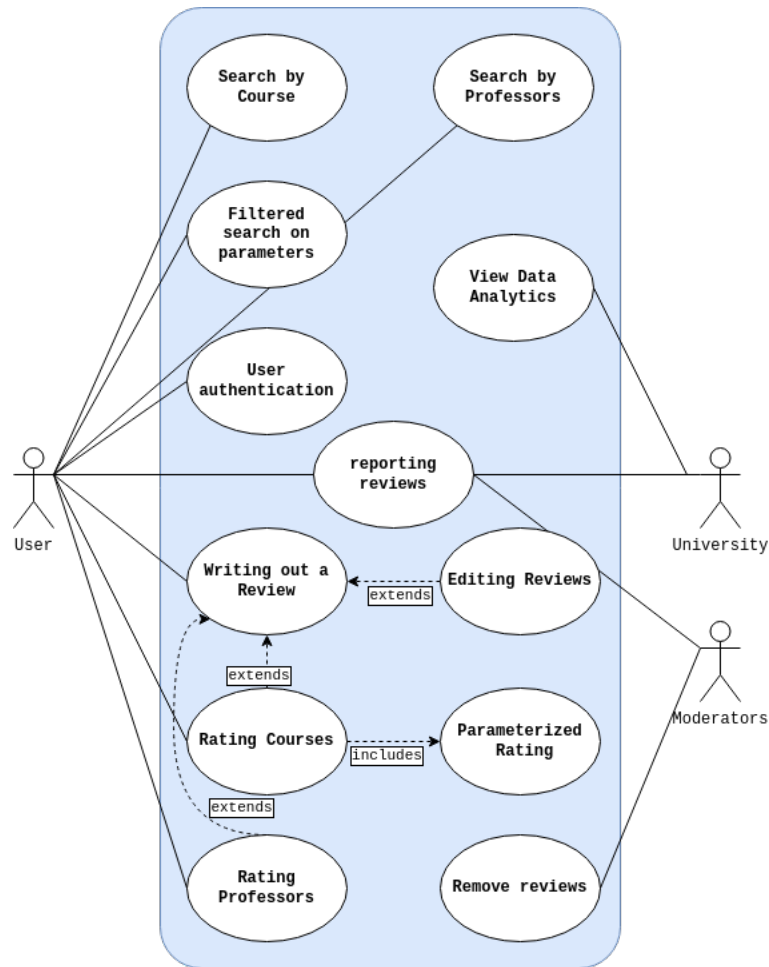 Search by
Course
Search by
Professors
Filtered
search on
parameters
View Data
Analytics
User
authentication
reporting
reviews
User
University
Writing out a
Review
Editing Reviews
extends
extends
Rating Courses
Parameterized
Rating
includes
Moderators
extends
Rating
Professors
Remove reviews